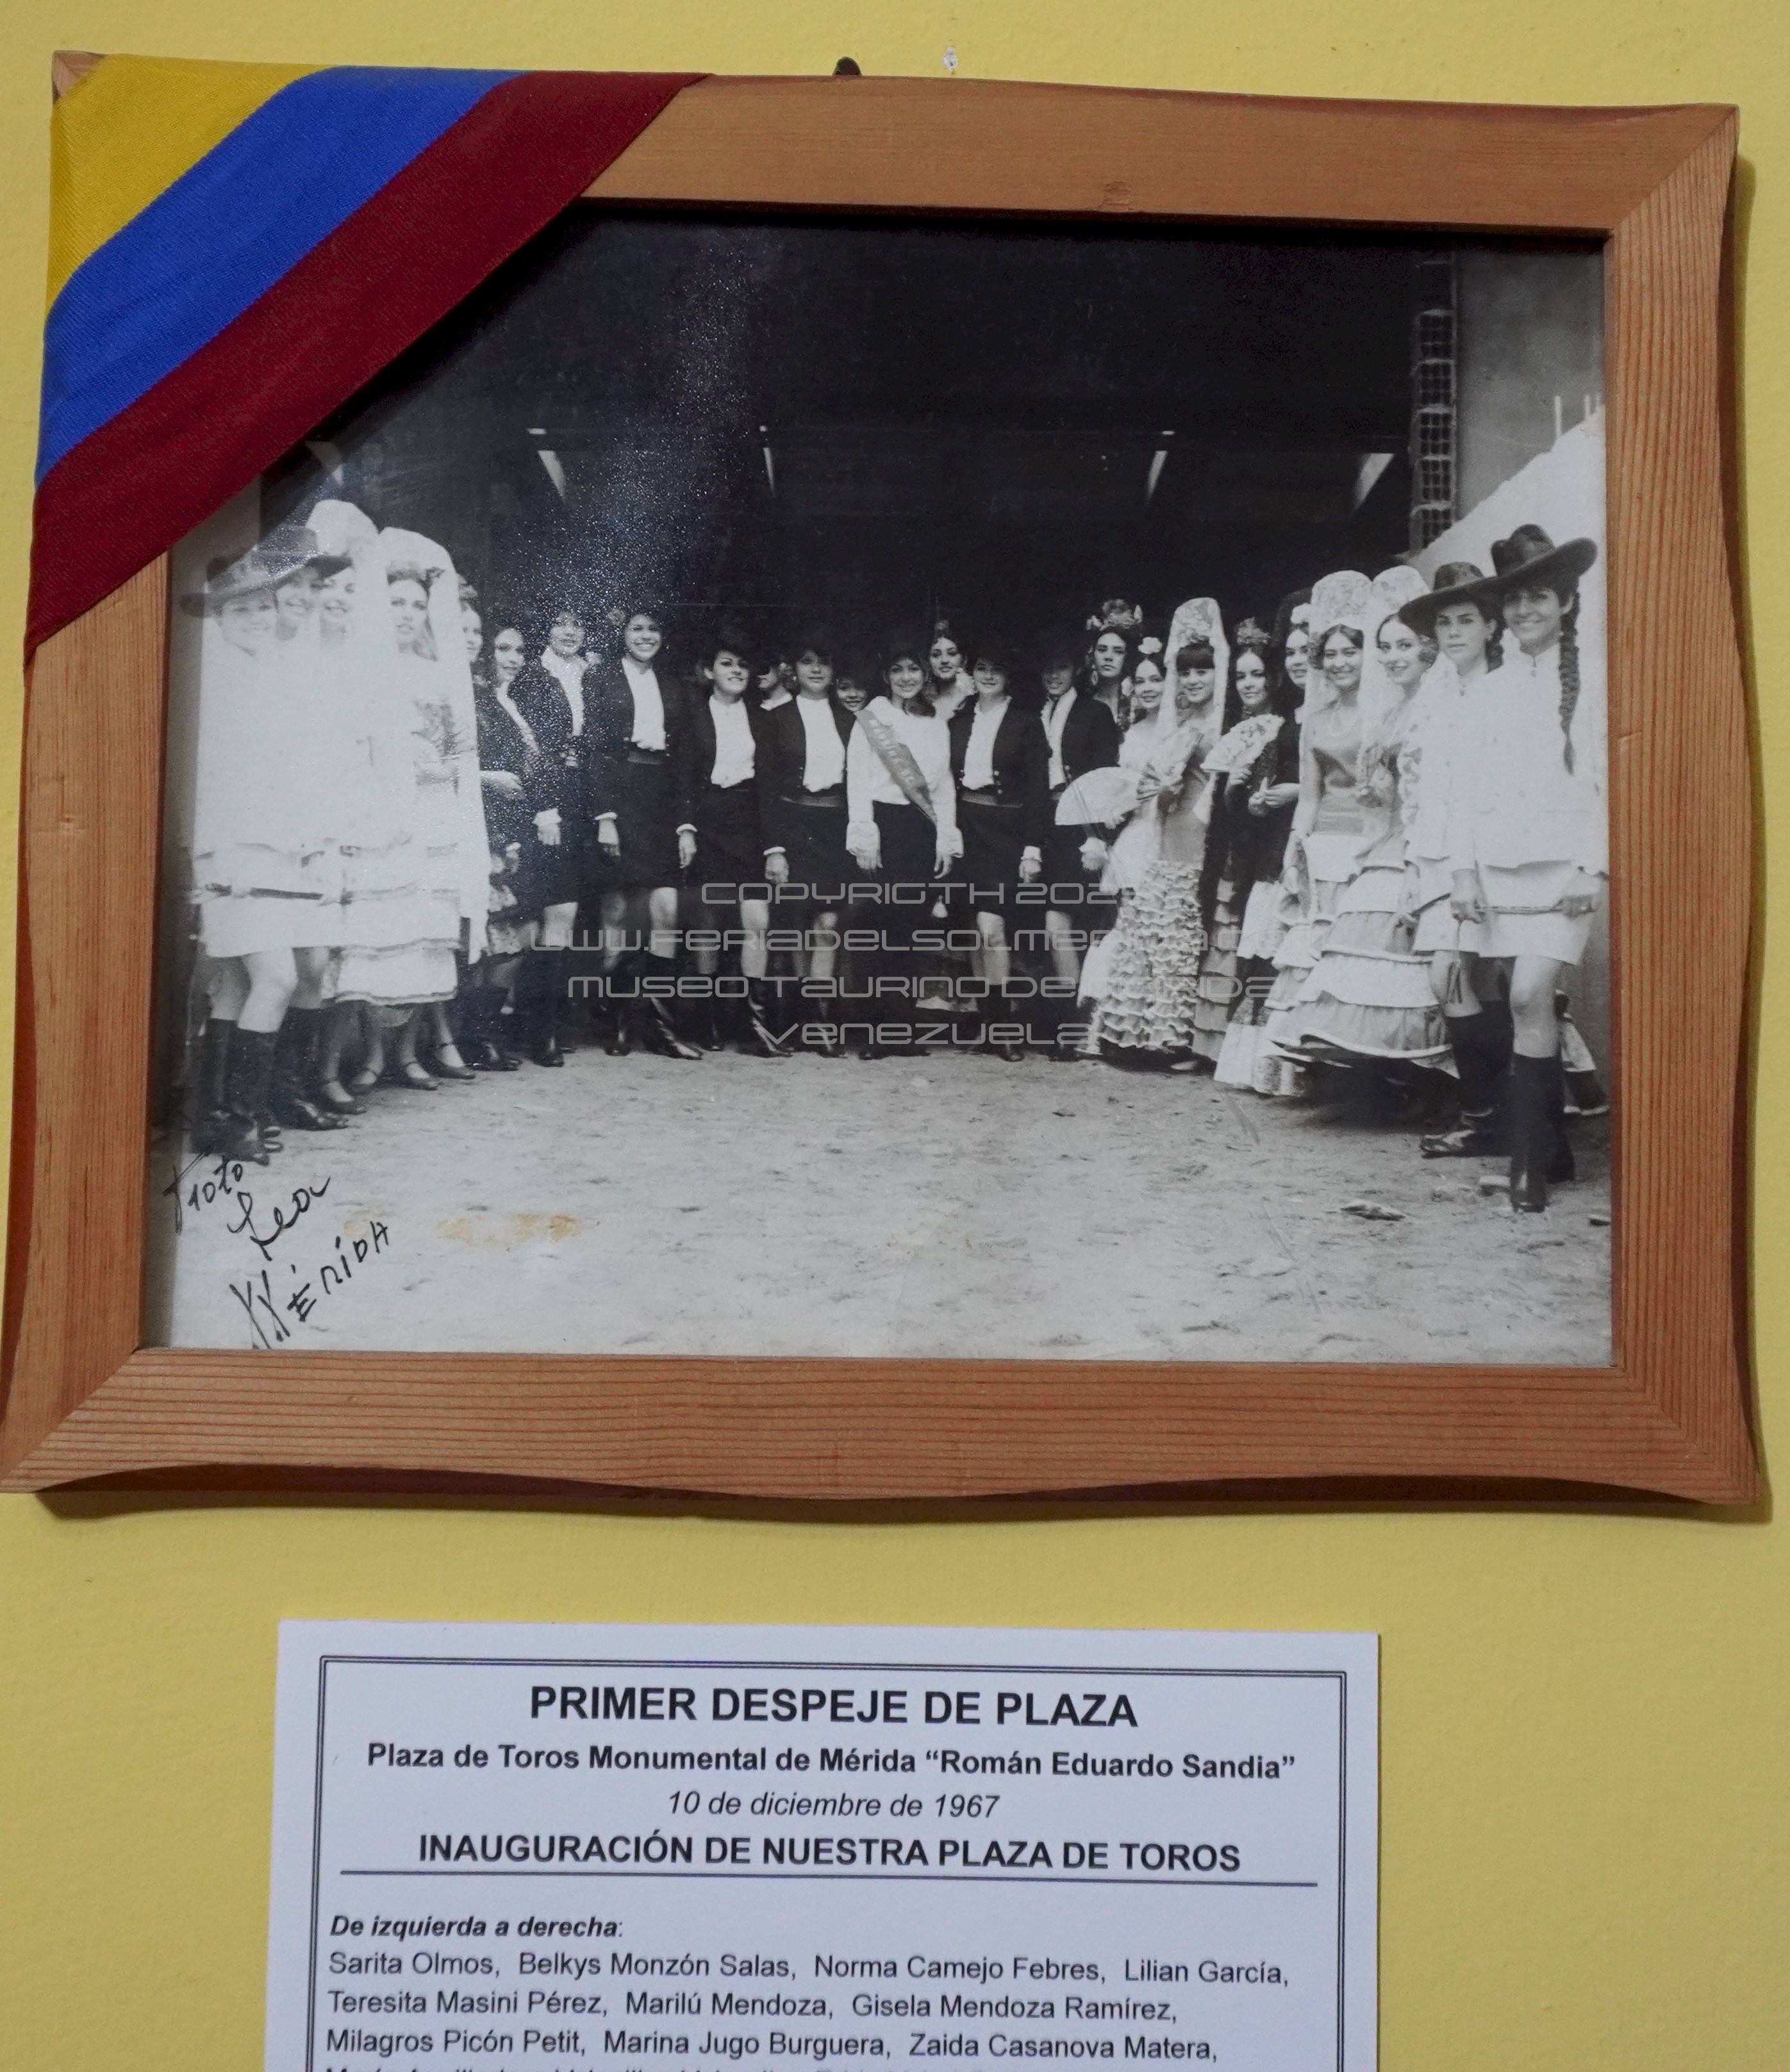 COPYRIGTH 202
www.FERIADELSOLMERIDA.C
MUSEO TAURINO DE MERIDA
VENEZUELA
Foto
Leo
MÉRIDA
PRIMER DESPEJE DE PLAZA
Plaza de Toros Monumental de Mérida “Román Eduardo Sandia”
10 de diciembre de 1967
INAUGURACIÓN DE NUESTRA PLAZA DE TOROS
De izquierda a derecha:
Sarita Olmos, Belkys Monzón Salas, Norma Camejo Febres, Lilian García,
Teresita Masini Pérez, Marilú Mendoza, Gisela Mendoza Ramírez,
Milagros Picón Petit, Marina Jugo Burguera, Zaida Casanova Matera,